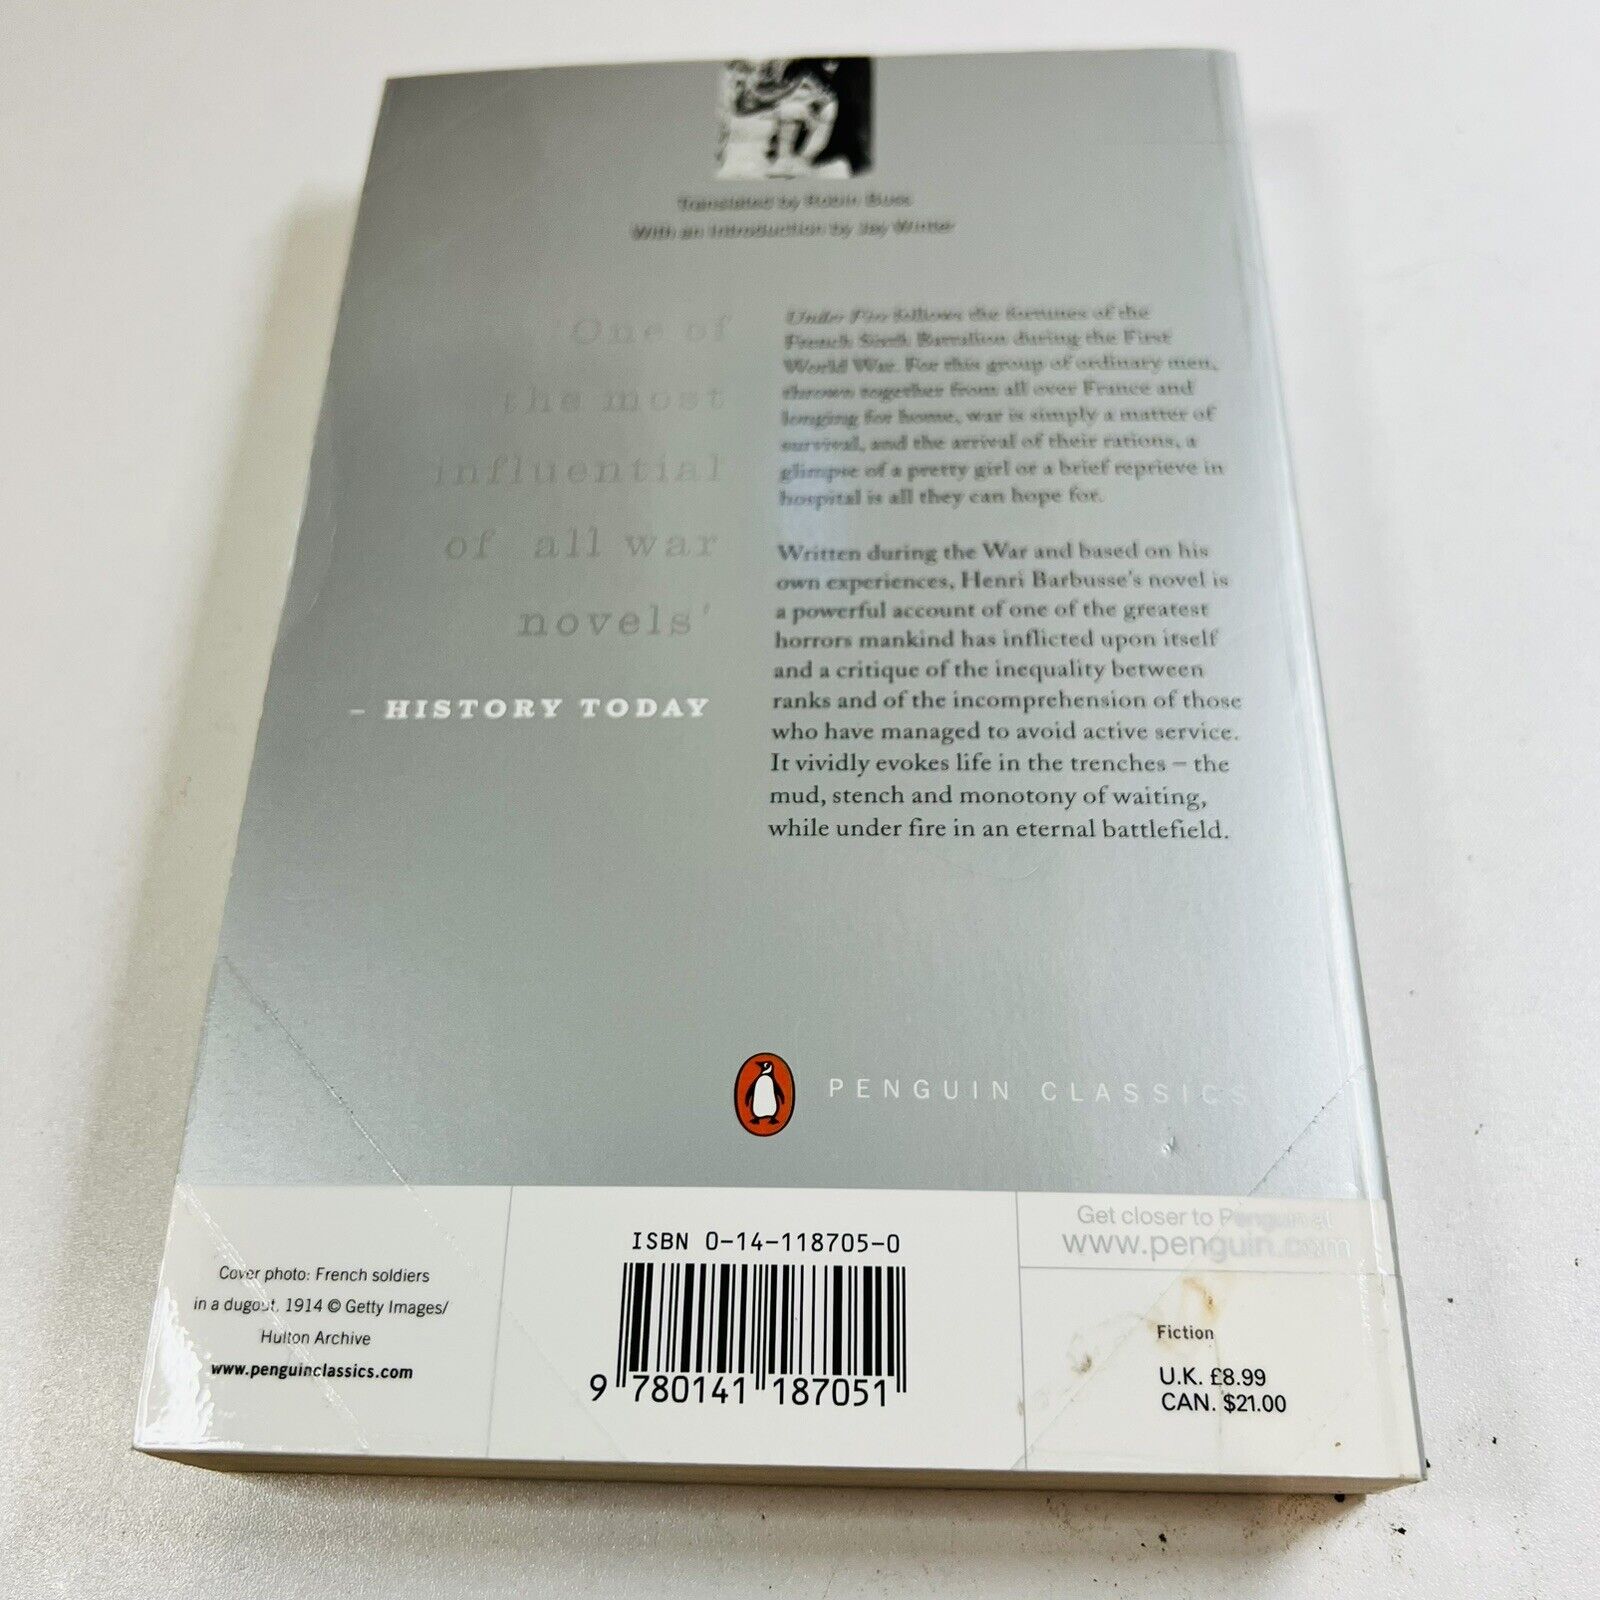 Translated by Robin Buss
With an Introduction by Jay Winter
One of
the most
influential
of all war
novels'
– HISTORY TODAY
Under Fire follows the fortunes of the
French Sixth Battalion during the First
World War. For this group of ordinary men,
thrown together from all over France and
longing for home, war is simply a matter of
survival, and the arrival of their rations, a
glimpse of a pretty girl or a brief reprieve in
hospital is all they can hope for.
Written during the War and based on his
own experiences, Henri Barbusse's novel is
a powerful account of one of the greatest
horrors mankind has inflicted upon itself
and a critique of the inequality between
ranks and of the incomprehension of those
who have managed to avoid active service.
It vividly evokes life in the trenches – the
mud, stench and monotony of waiting,
while under fire in an eternal battlefield.
PENGUIN CLASSICS
Cover photo: French soldiers
in a dugout, 1914 © Getty Images/
Hulton Archive
www.penguinclassics.com
ISBN 0-14-118705-0
9 780141 187051
Get closer to Penguin at
www.penguin.com
Fiction
U.K. £8.99
CAN. $21.00